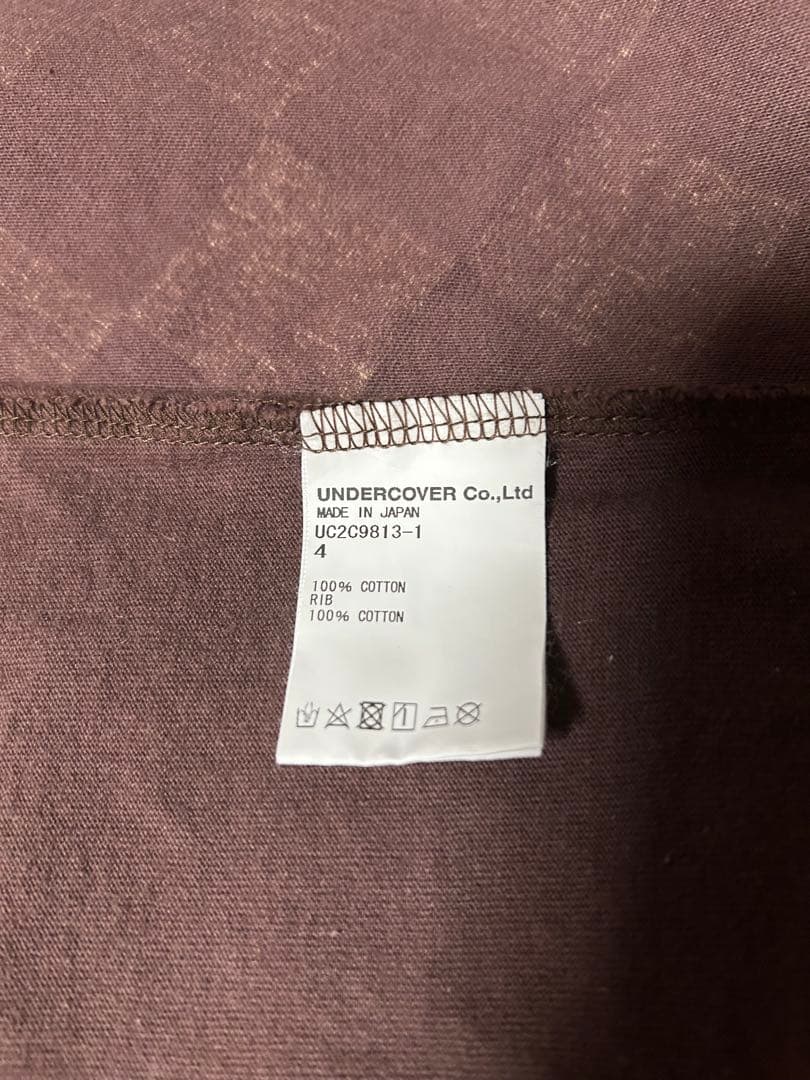 UNDERCOVER Co.,Ltd
MADE IN JAPAN
UC2C9813-1
4
100% COTTON
RIB
100% COTTON